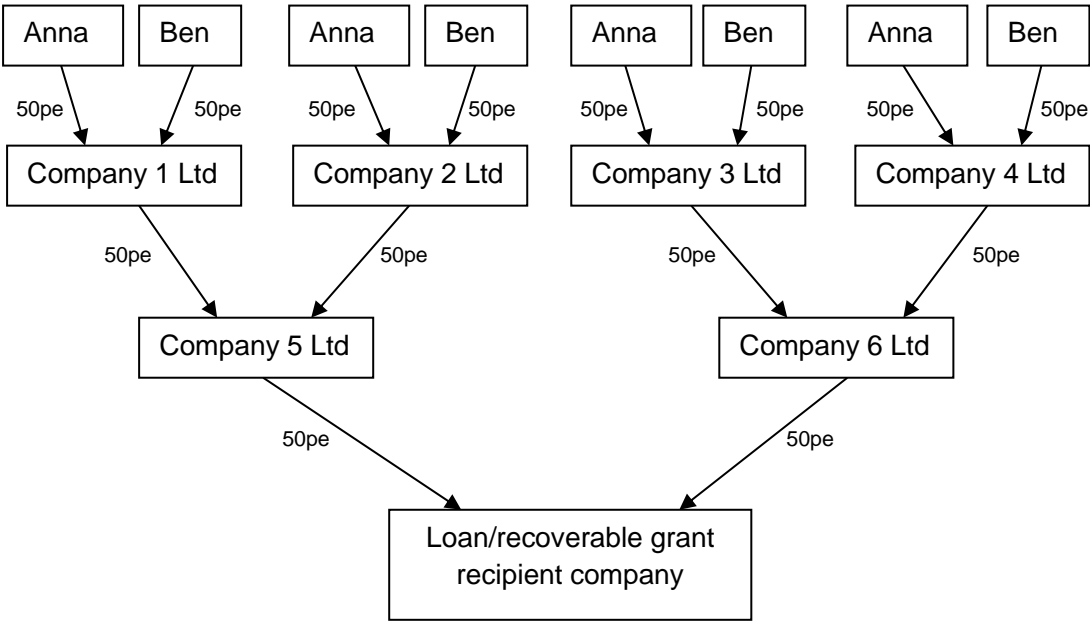 Anna
Ben
Anna
Ben
Anna
Ben
Anna
Ben
50pe
50pe
50pe
50pe
50pe
50pe
50pe
50pe
Company 1 Ltd
Company 2 Ltd
Company 3 Ltd
Company 4 Ltd
50pe
50pe
50pe
50pe
Company 5 Ltd
Company 6 Ltd
50pe
50pe
Loan/recoverable grant
recipient company